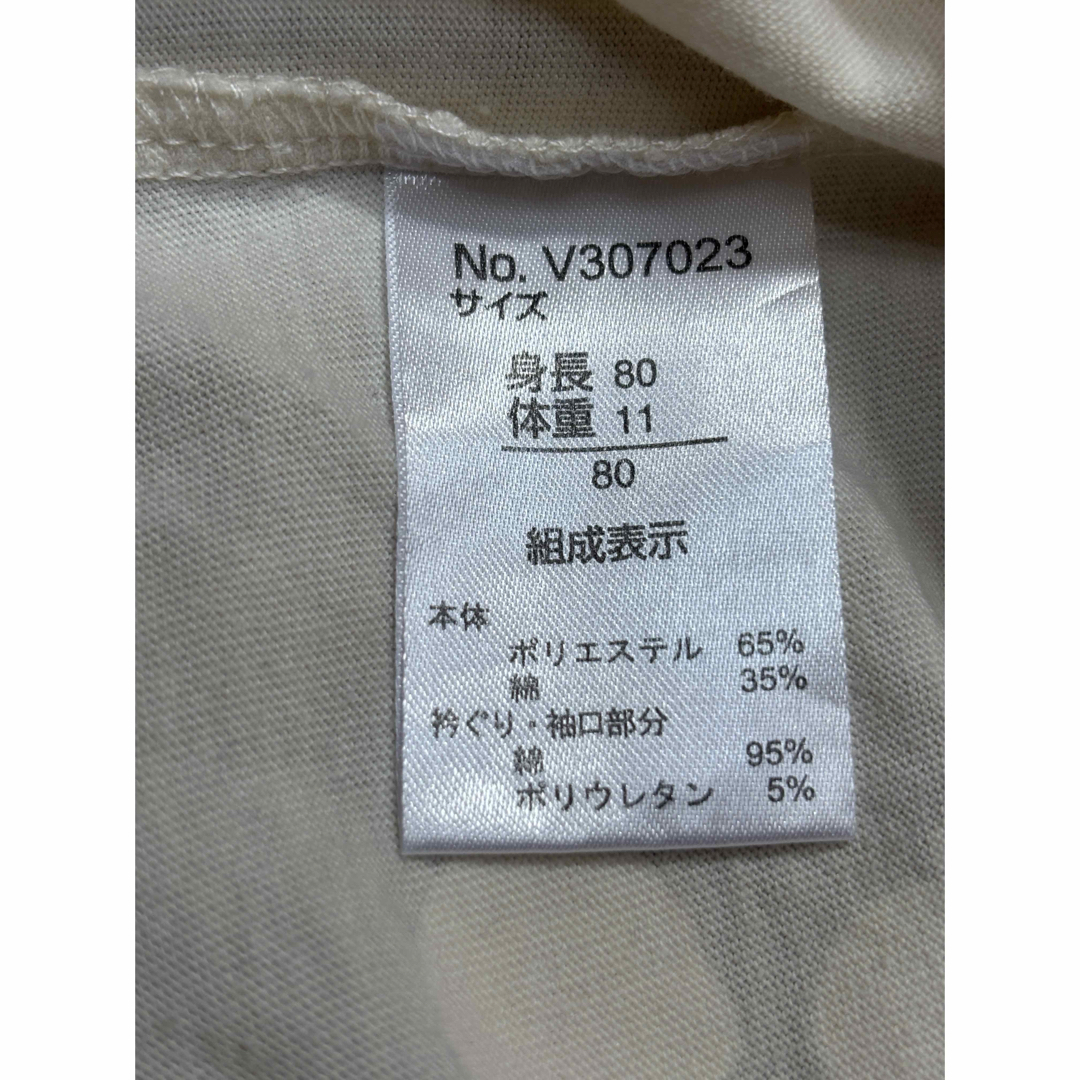 No. V307023
サイズ
身長 80
体重 11
80
組成表示
本体
ポリエステル 65%
綿 35%
衿ぐり・袖口部分
綿 95%
ポリウレタン 5%